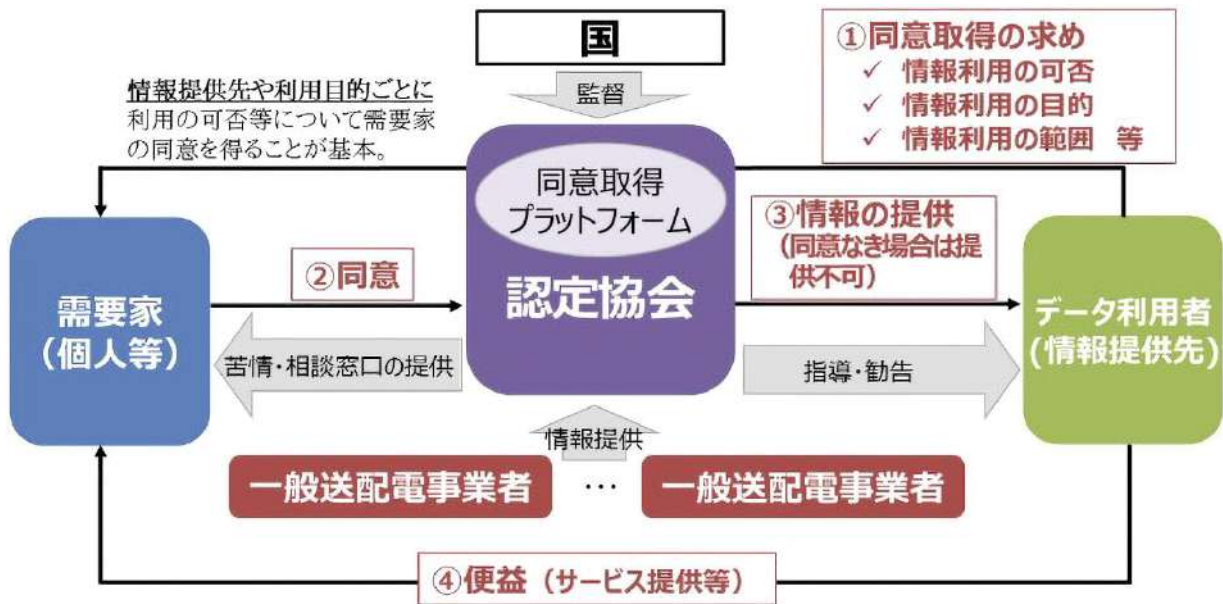 国
監督
①同意取得の求め
✓ 情報利用の可否
✓ 情報利用の目的
✓ 情報利用の範囲 等
情報提供先や利用目的ごとに
利用の可否等について需要家
の同意を得ることが基本。
同意取得
プラットフォーム
認定協会
③情報の提供
(同意なき場合は提
供不可)
②同意
需要家
(個人等)
データ利用者
(情報提供先)
苦情・相談窓口の提供
指導・勧告
情報提供
一般送配電事業者
…
一般送配電事業者
④便益 (サービス提供等)